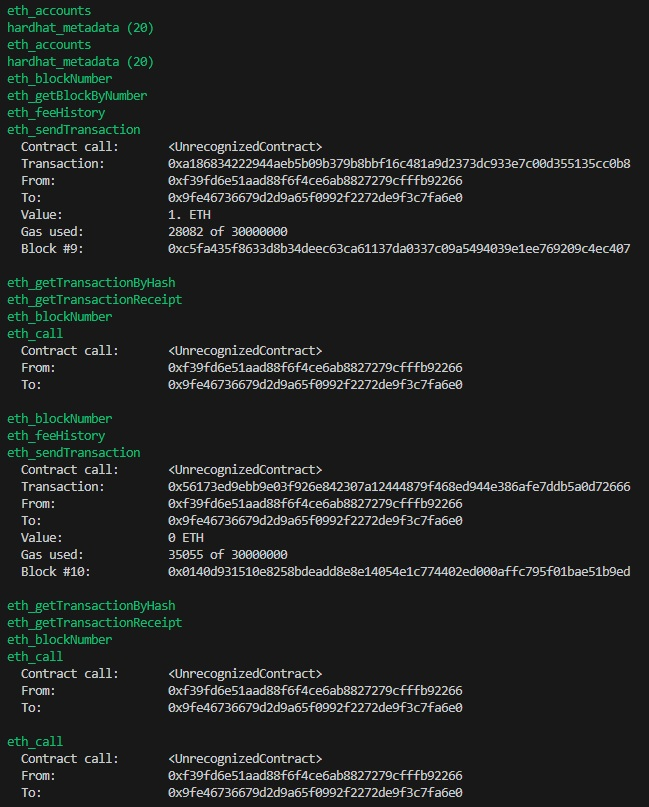 eth_accounts
hardhat_metadata (20)
eth_accounts
hardhat_metadata (20)
eth_blockNumber
eth_getBlockByNumber
eth_feeHistory
eth_sendTransaction
Contract call: <UnrecognizedContract>
Transaction: 0xa186834222944aeb5b09b379b8bbf16c481a9d2373dc933e7c00d355135cc0b8
From: 0xf39fd6e51aad88f6f4ce6ab8827279cfffb92266
To: 0x9fe46736679d2d9a65f0992f2272de9f3c7fa6e0
Value: 1. ETH
Gas used: 28082 of 30000000
Block #9: 0xc5fa435f8633d8b34deec63ca61137da0337c09a5494039e1ee769209c4ec407
eth_getTransactionByHash
eth_getTransactionReceipt
eth_blockNumber
eth_call
Contract call: <UnrecognizedContract>
From: 0xf39fd6e51aad88f6f4ce6ab8827279cfffb92266
To: 0x9fe46736679d2d9a65f0992f2272de9f3c7fa6e0
eth_blockNumber
eth_feeHistory
eth_sendTransaction
Contract call: <UnrecognizedContract>
Transaction: 0x56173ed9ebb9e03f926e842307a12444879f468ed944e386afe7ddb5a0d72666
From: 0xf39fd6e51aad88f6f4ce6ab8827279cfffb92266
To: 0x9fe46736679d2d9a65f0992f2272de9f3c7fa6e0
Value: 0 ETH
Gas used: 35055 of 30000000
Block #10: 0x0140d931510e8258bdeadd8e8e14054e1c774402ed000affc795f01bae51b9ed
eth_getTransactionByHash
eth_getTransactionReceipt
eth_blockNumber
eth_call
Contract call: <UnrecognizedContract>
From: 0xf39fd6e51aad88f6f4ce6ab8827279cfffb92266
To: 0x9fe46736679d2d9a65f0992f2272de9f3c7fa6e0
eth_call
Contract call: <UnrecognizedContract>
From: 0xf39fd6e51aad88f6f4ce6ab8827279cfffb92266
To: 0x9fe46736679d2d9a65f0992f2272de9f3c7fa6e0